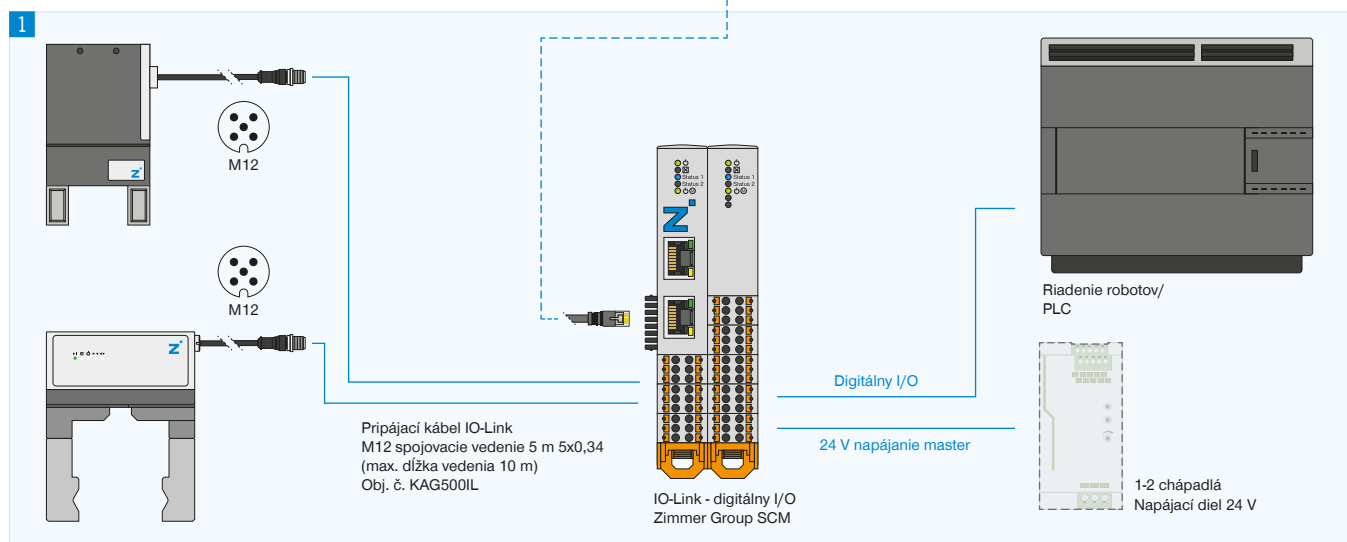 1
M12
M12
Pripájací kábel IO-Link
M12 spojovacie vedenie 5 m 5x0,34
(max. dĺžka vedenia 10 m)
Obj. č. KAG500IL
Status 1
Status 2
Status 1
Status 2
IO-Link - digitálny I/O
Zimmer Group SCM
Digitálny I/O
24 V napájanie master
Riadenie robotov/
PLC
1-2 chápadlá
Napájací diel 24 V